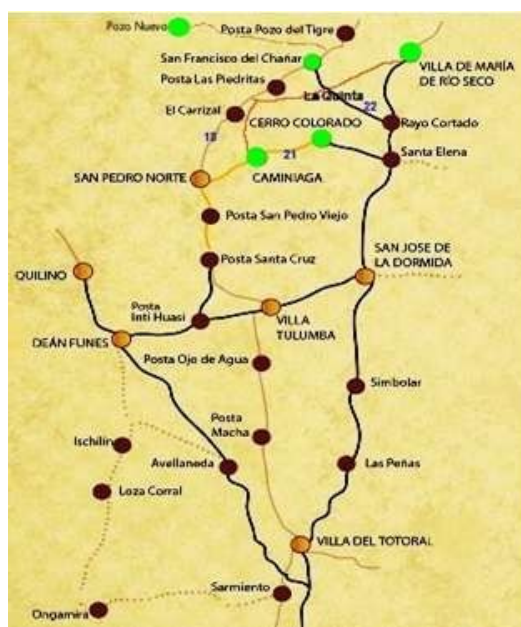 Pozo Nuevo
Posta Pozo del Tigre
San Francisco del Chañar
VILLA DE MARÍA
DE RÍO SECO
Posta Las Piedritas
La Quinta
22
El Carrizal
CERRO COLORADO
Rayo Cortado
18
21
Santa Elena
SAN PEDRO NORTE
CAMINIAGA
Posta San Pedro Viejo
SAN JOSE DE
LA DORMIDA
Posta Santa Cruz
QUILINO
Posta
Inti Huasi
VILLA
TULUMBA
DEÁN FUNES
Posta Ojo de Agua
Simbolar
Posta
Macha
Ischilín
Avellaneda
Las Peñas
Loza Corral
VILLA DEL TOTORAL
Sarmiento
Ongamira